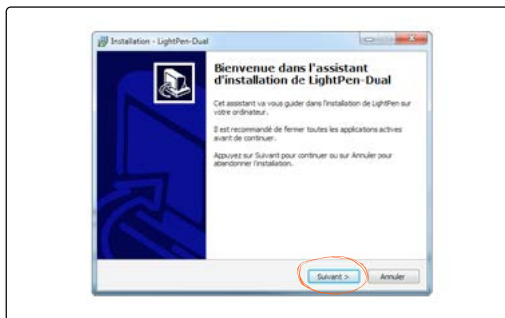 Installation - LightPen-Dual
Bienvenue dans l'assistant
d'installation de LightPen-Dual
Cet assistant va vous guider dans l'installation de LightPen sur
votre ordinateur.
Il est recommandé de fermer toutes les applications actives
avant de continuer.
Appuyez sur Suivant pour continuer ou sur Annuler pour
abandonner l'installation.
Suivant >
Annuler